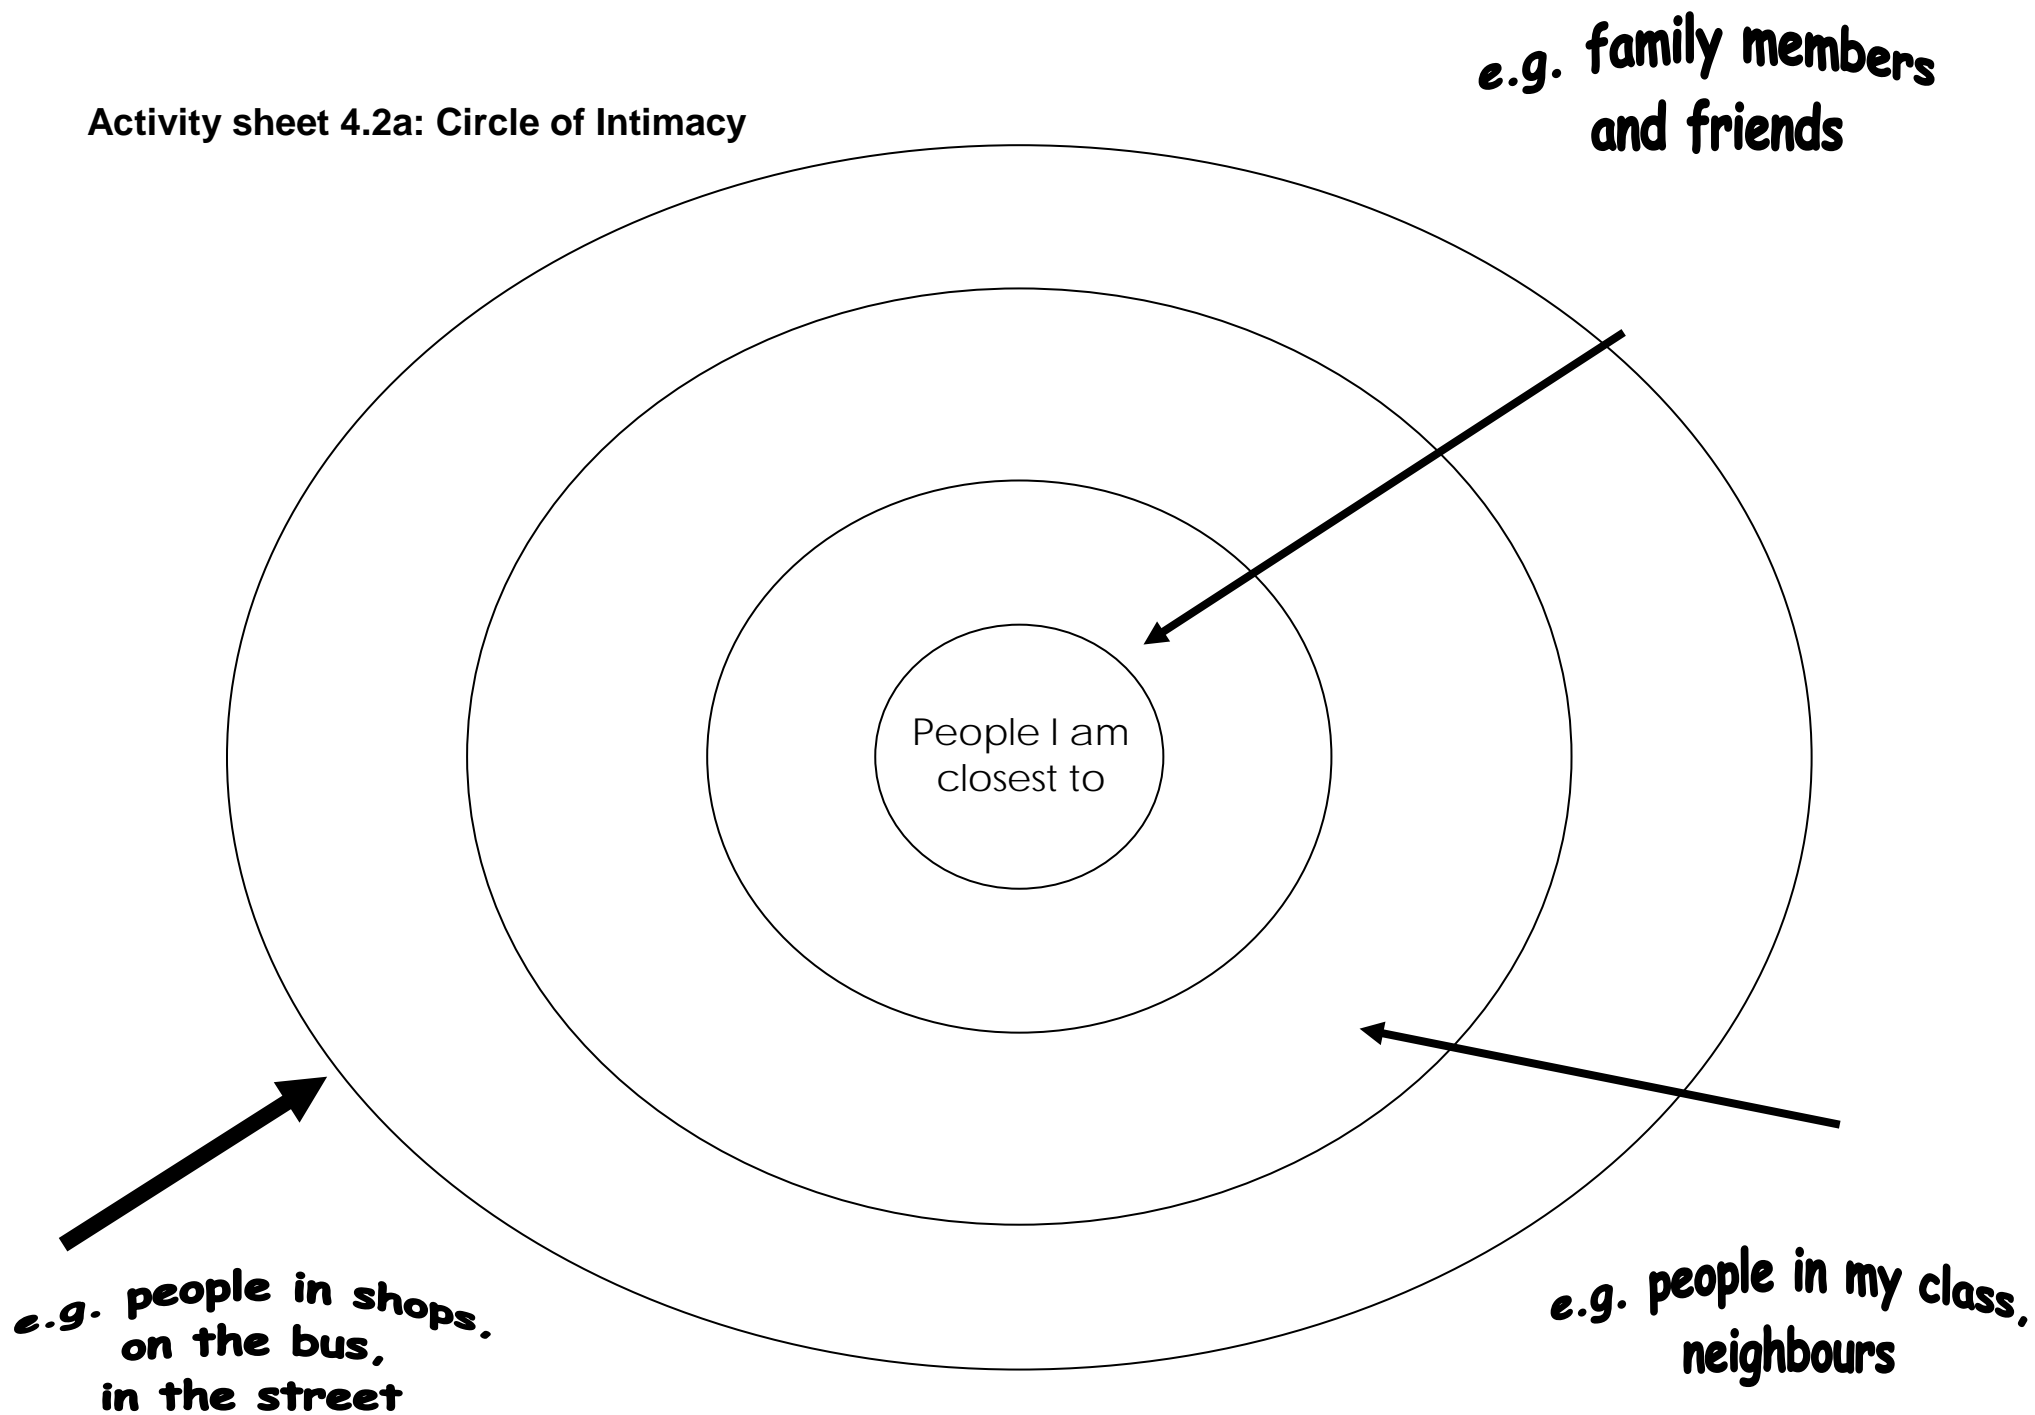 e.g. family members
and friends
Activity sheet 4.2a: Circle of Intimacy
People I am
closest to
e.g. people in shops,
on the bus,
in the street
e.g. people in my class,
neighbours